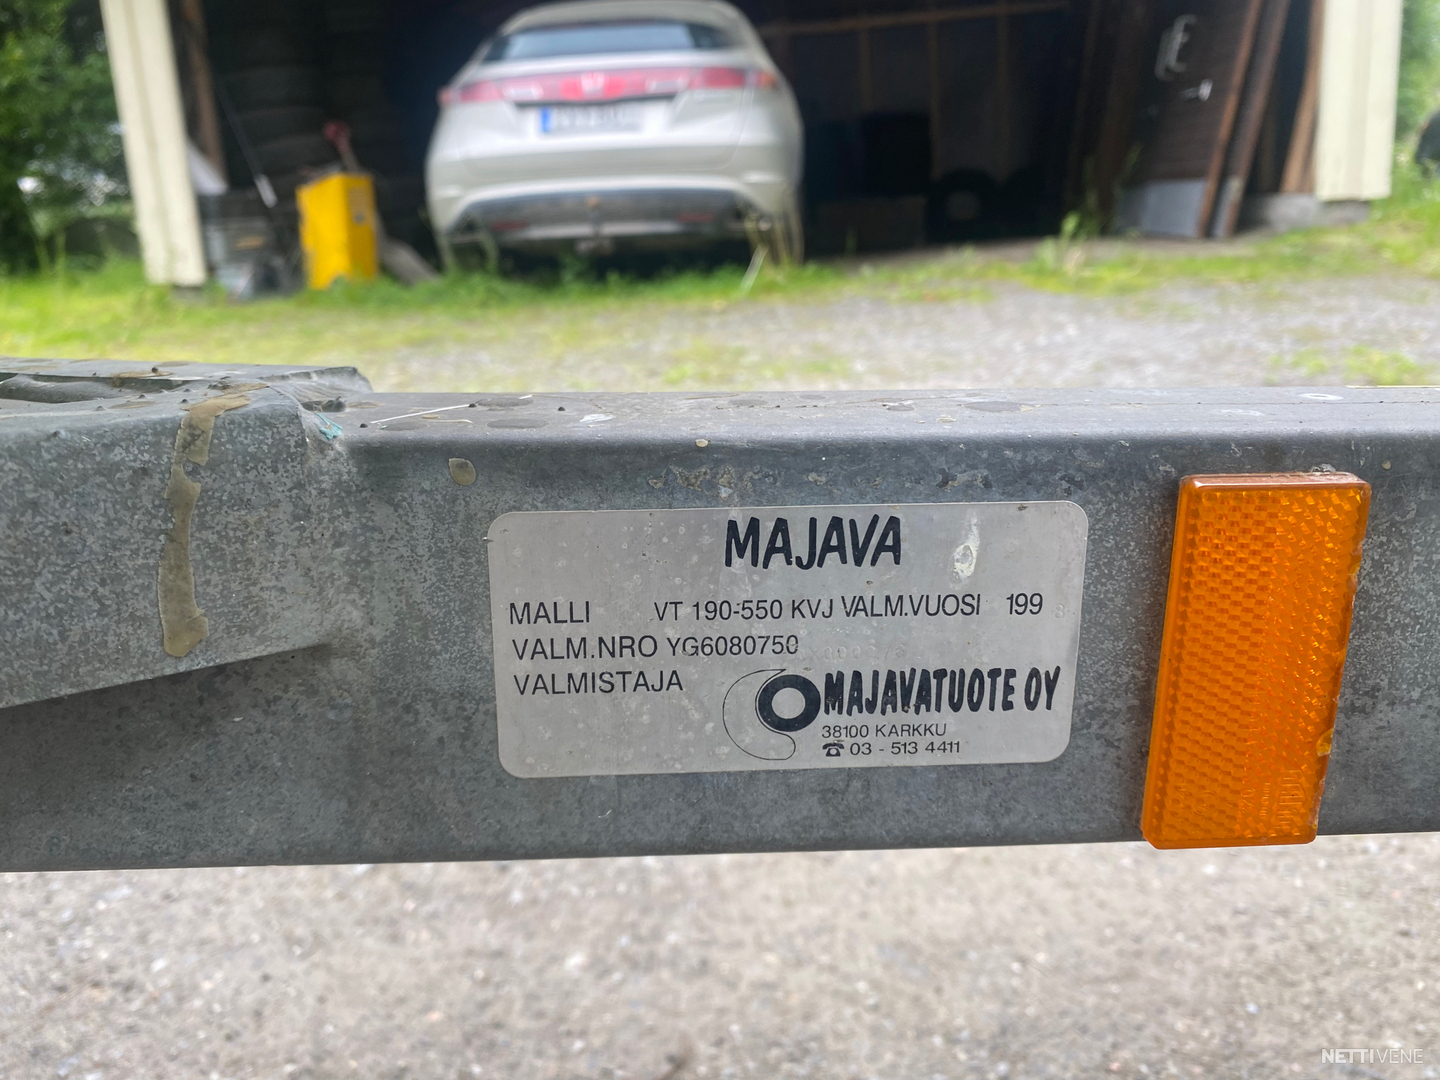 MAJAVA
MALLI VT 190-550 KVJ VALM.VUOSI 199
VALM.NRO YG6080750
VALMISTAJA
MAJAVATUOTE OY
38100 KARKKU
☎ 03 - 513 4411
NETTIVENE